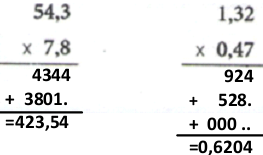 54,3
x 7,8
4344
+ 3801.
=423,54
1,32
x 0,47
924
+ 528.
+ 000 ..
=0,6204